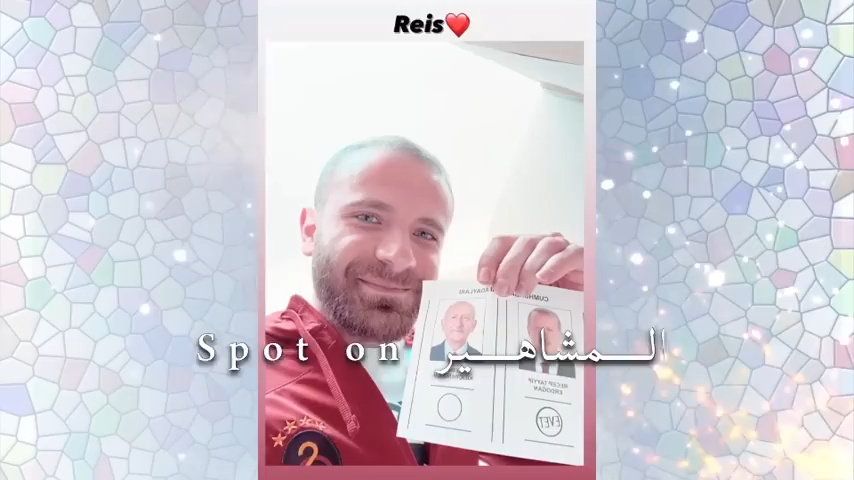 Reis❤️
CUMHURBAŞKANI ADAYLARI
RECEP TAYYİP
ERDOĞAN
EVET
Spot on المشاهير